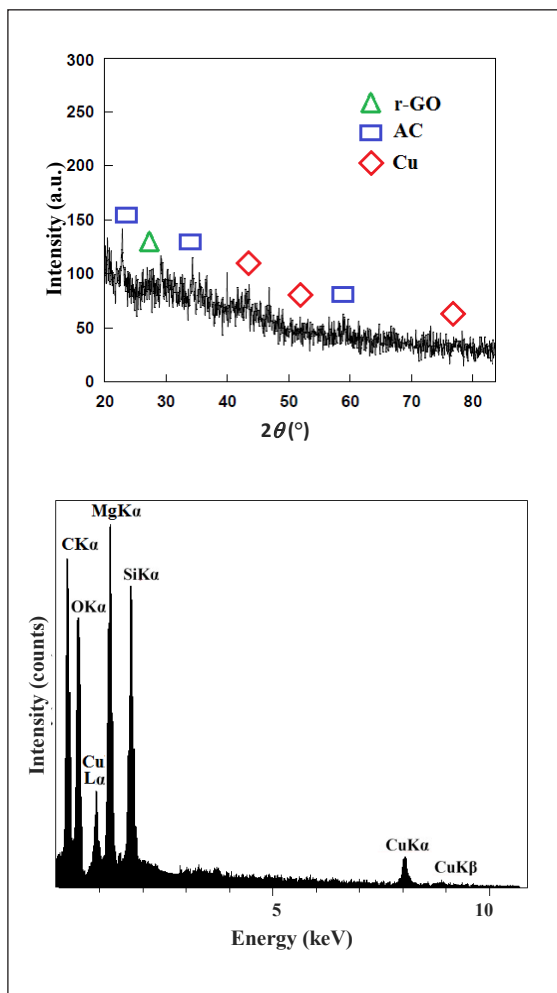 300
250
200
150
100
50
0
Intensity (a.u.)
r-GO
AC
Cu
20 30 40 50 60 70 80
2θ (°)
MgKα
CKα
SiKα
OKα
Cu
Lα
CuKα
CuKβ
Intensity (counts)
5 10
Energy (keV)